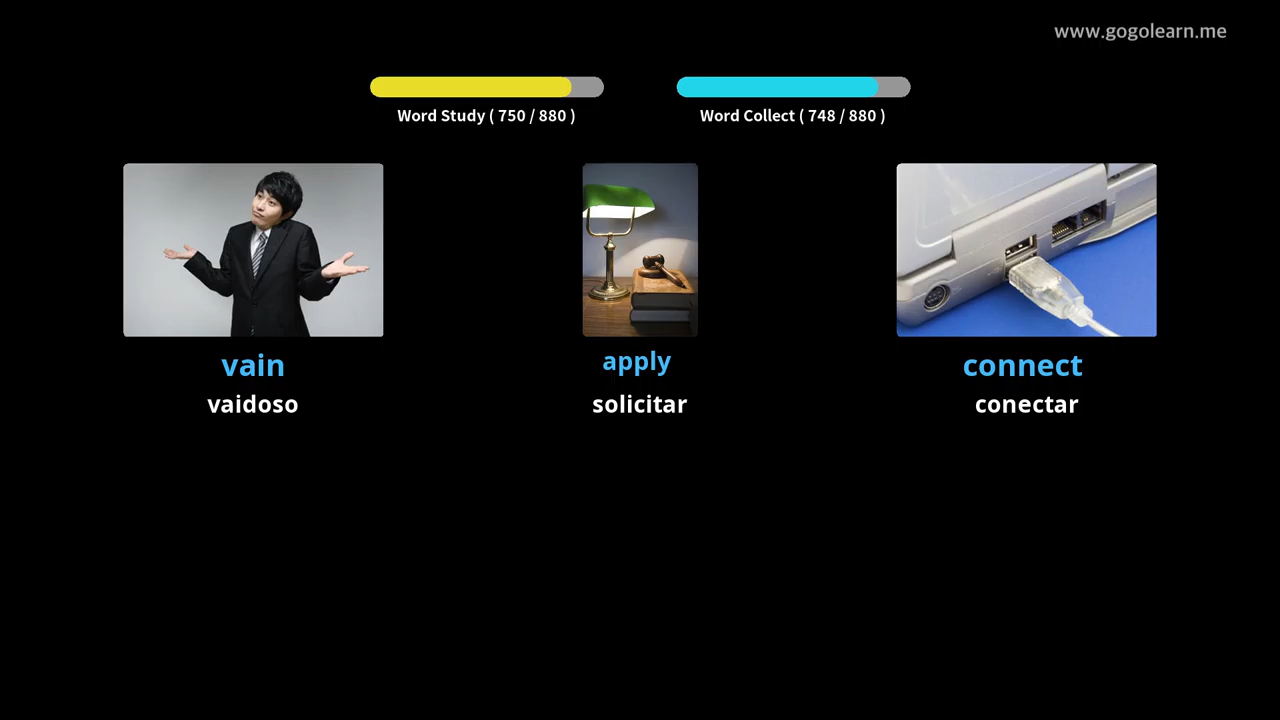 www.gogolearn.me
Word Study ( 750 / 880 )
Word Collect ( 748 / 880 )
vain
vaidoso
apply
solicitar
connect
conectar